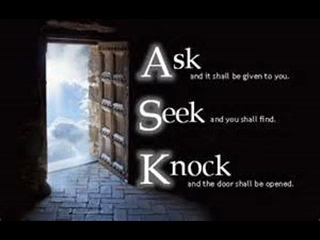 Ask
and it shall be given to you.
Seek and you shall find.
Knock
and the door shall be opened.